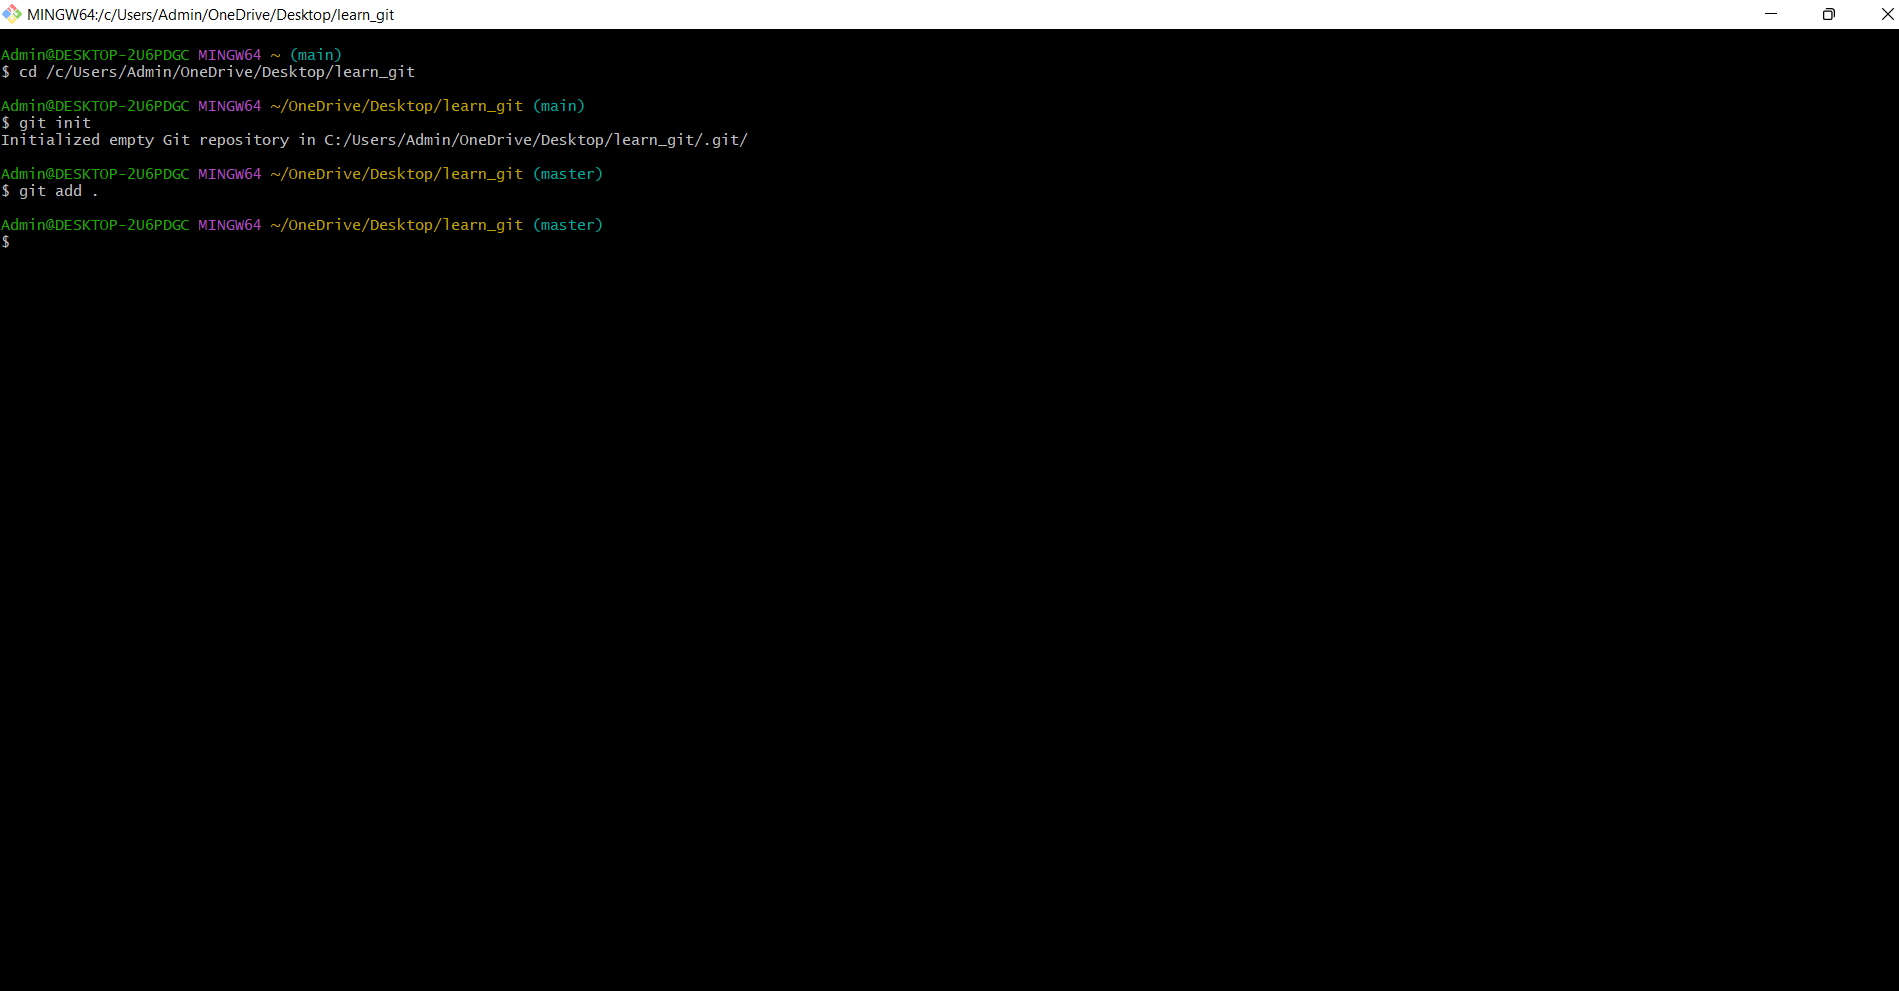 MINGW64:/c/Users/Admin/OneDrive/Desktop/learn_git
Admin@DESKTOP-2U6PDGC MINGW64 ~ (main)
$ cd /c/Users/Admin/OneDrive/Desktop/learn_git
Admin@DESKTOP-2U6PDGC MINGW64 ~/OneDrive/Desktop/learn_git (main)
$ git init
Initialized empty Git repository in C:/Users/Admin/OneDrive/Desktop/learn_git/.git/
Admin@DESKTOP-2U6PDGC MINGW64 ~/OneDrive/Desktop/learn_git (master)
$ git add .
Admin@DESKTOP-2U6PDGC MINGW64 ~/OneDrive/Desktop/learn_git (master)
$